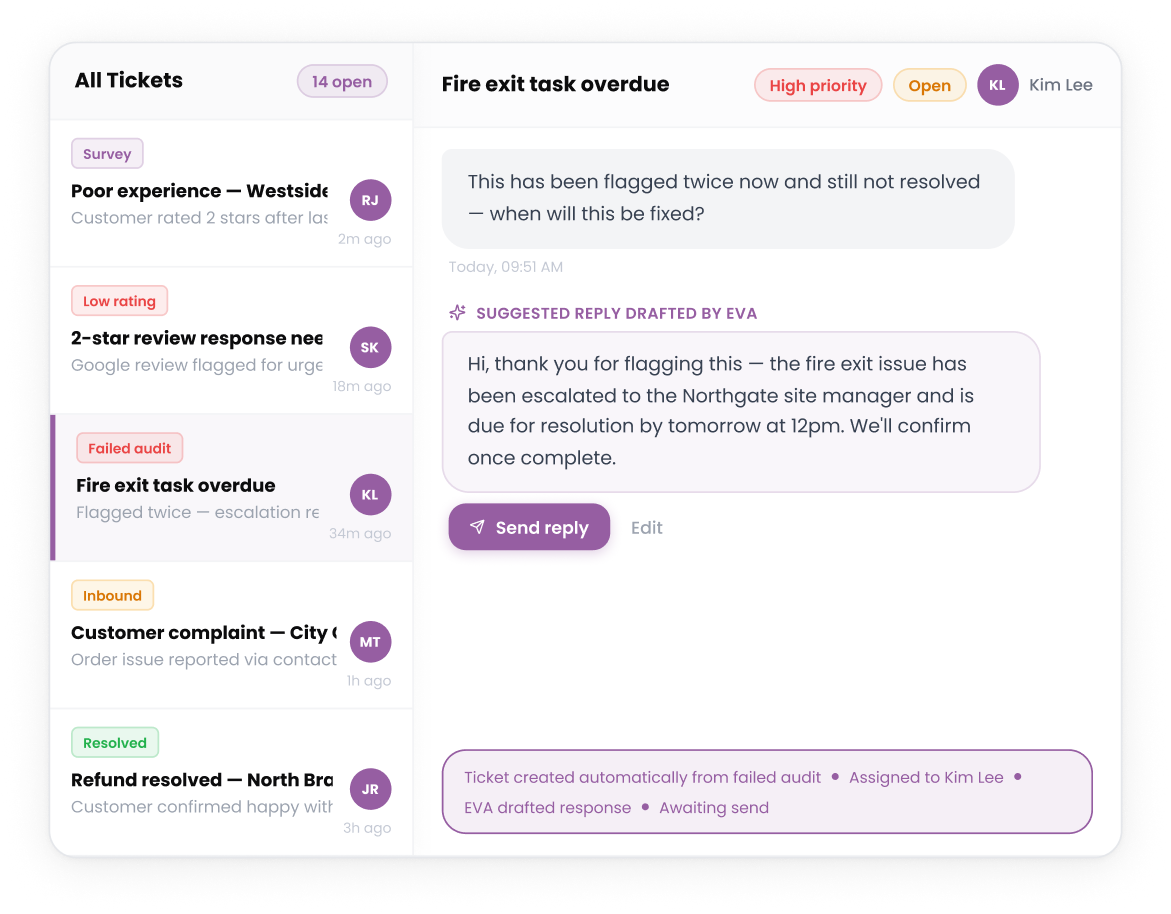 All Tickets
14 open
Survey
Poor experience — Westside
RJ
Customer rated 2 stars after las
2m ago
Low rating
2-star review response nee
SK
Google review flagged for urge
18m ago
Failed audit
Fire exit task overdue
KL
Flagged twice — escalation re
34m ago
Inbound
Customer complaint — City
MT
Order issue reported via contact
1h ago
Resolved
Refund resolved — North Bra
JR
Customer confirmed happy with
3h ago
Fire exit task overdue
High priority
Open
KL
Kim Lee
This has been flagged twice now and still not resolved
— when will this be fixed?
Today, 09:51 AM
SUGGESTED REPLY DRAFTED BY EVA
Hi, thank you for flagging this — the fire exit issue has
been escalated to the Northgate site manager and is
due for resolution by tomorrow at 12pm. We'll confirm
once complete.
Send reply
Edit
Ticket created automatically from failed audit • Assigned to Kim Lee •
EVA drafted response • Awaiting send